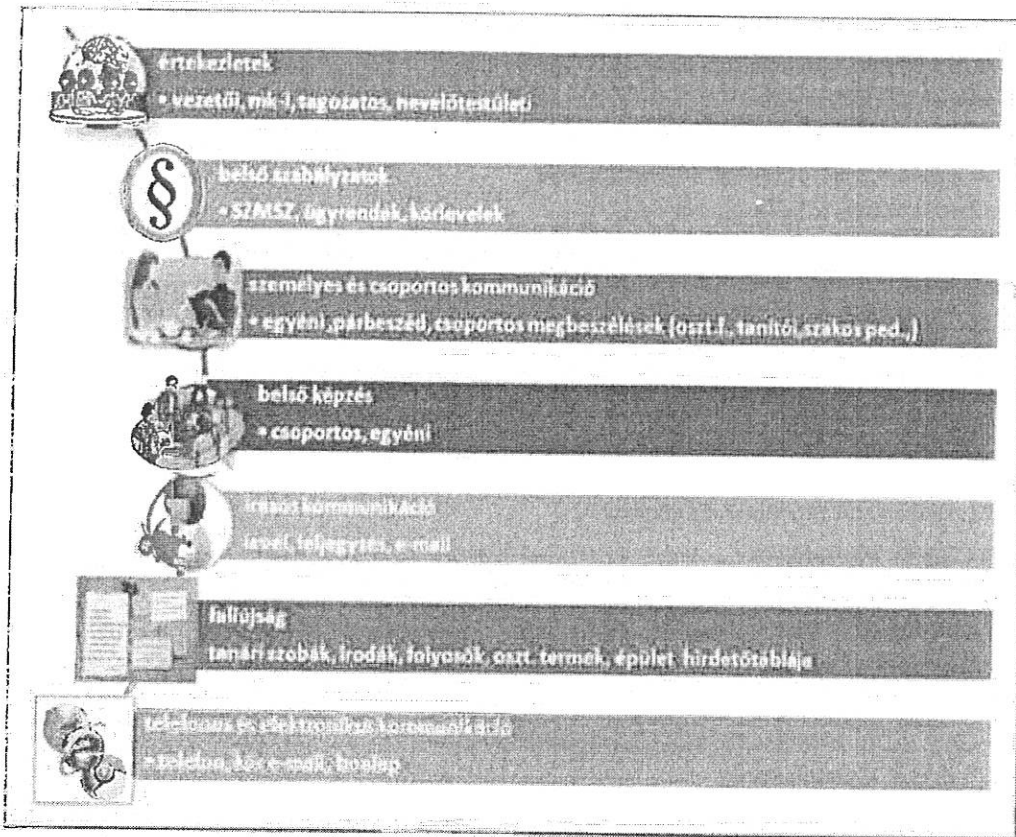 értekezletek
• vezetői, mk-i, tagozatos, nevelőtestületi
§
belső szabályzatok
• SZMSZ, ügyrendek, körlevelek
személyes és csoportos kommunikáció
• egyéni, párbeszéd, csoportos megbeszélések (oszt.f., tanítói, szakos ped.,)
belső képzés
• csoportos, egyéni
írásos kommunikáció
levél, feljegyzés, e-mail
faliújság
tanári szobák, irodák, folyosók, oszt. termek, épület hirdetőtáblája
telefonos és elektronikus kommunikáció
• telefon, kör e-mail, honlap